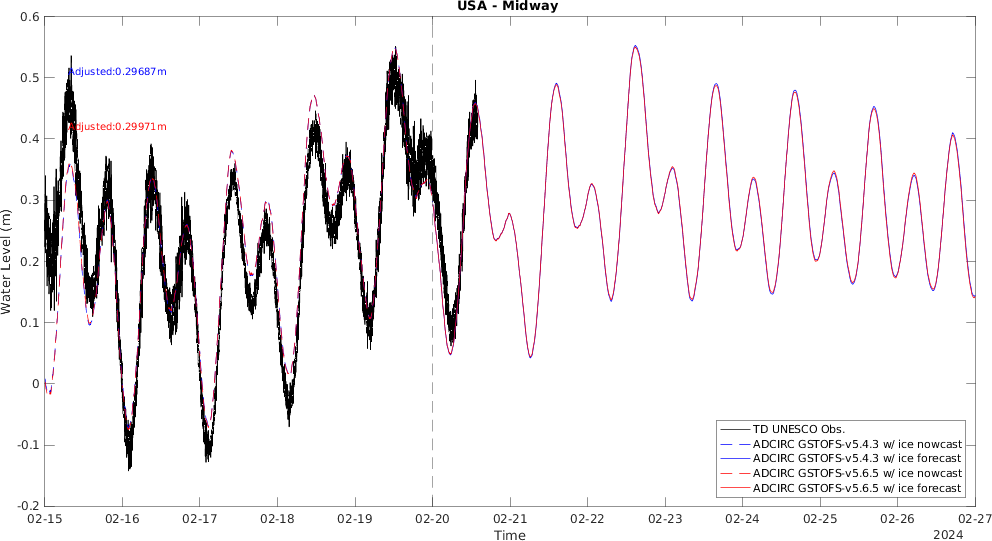 USA - Midway
Water Level (m)
0.6
0.5
0.4
0.3
0.2
0.1
0
-0.1
-0.2
Adjusted:0.29687m
Adjusted:0.29971m
TD UNESCO Obs.
ADCIRC GSTOFS-v5.4.3 w/ ice nowcast
ADCIRC GSTOFS-v5.4.3 w/ ice forecast
ADCIRC GSTOFS-v5.6.5 w/ ice nowcast
ADCIRC GSTOFS-v5.6.5 w/ ice forecast
02-15 02-16 02-17 02-18 02-19 02-20 02-21 02-22 02-23 02-24 02-25 02-26 02-27
Time
2024